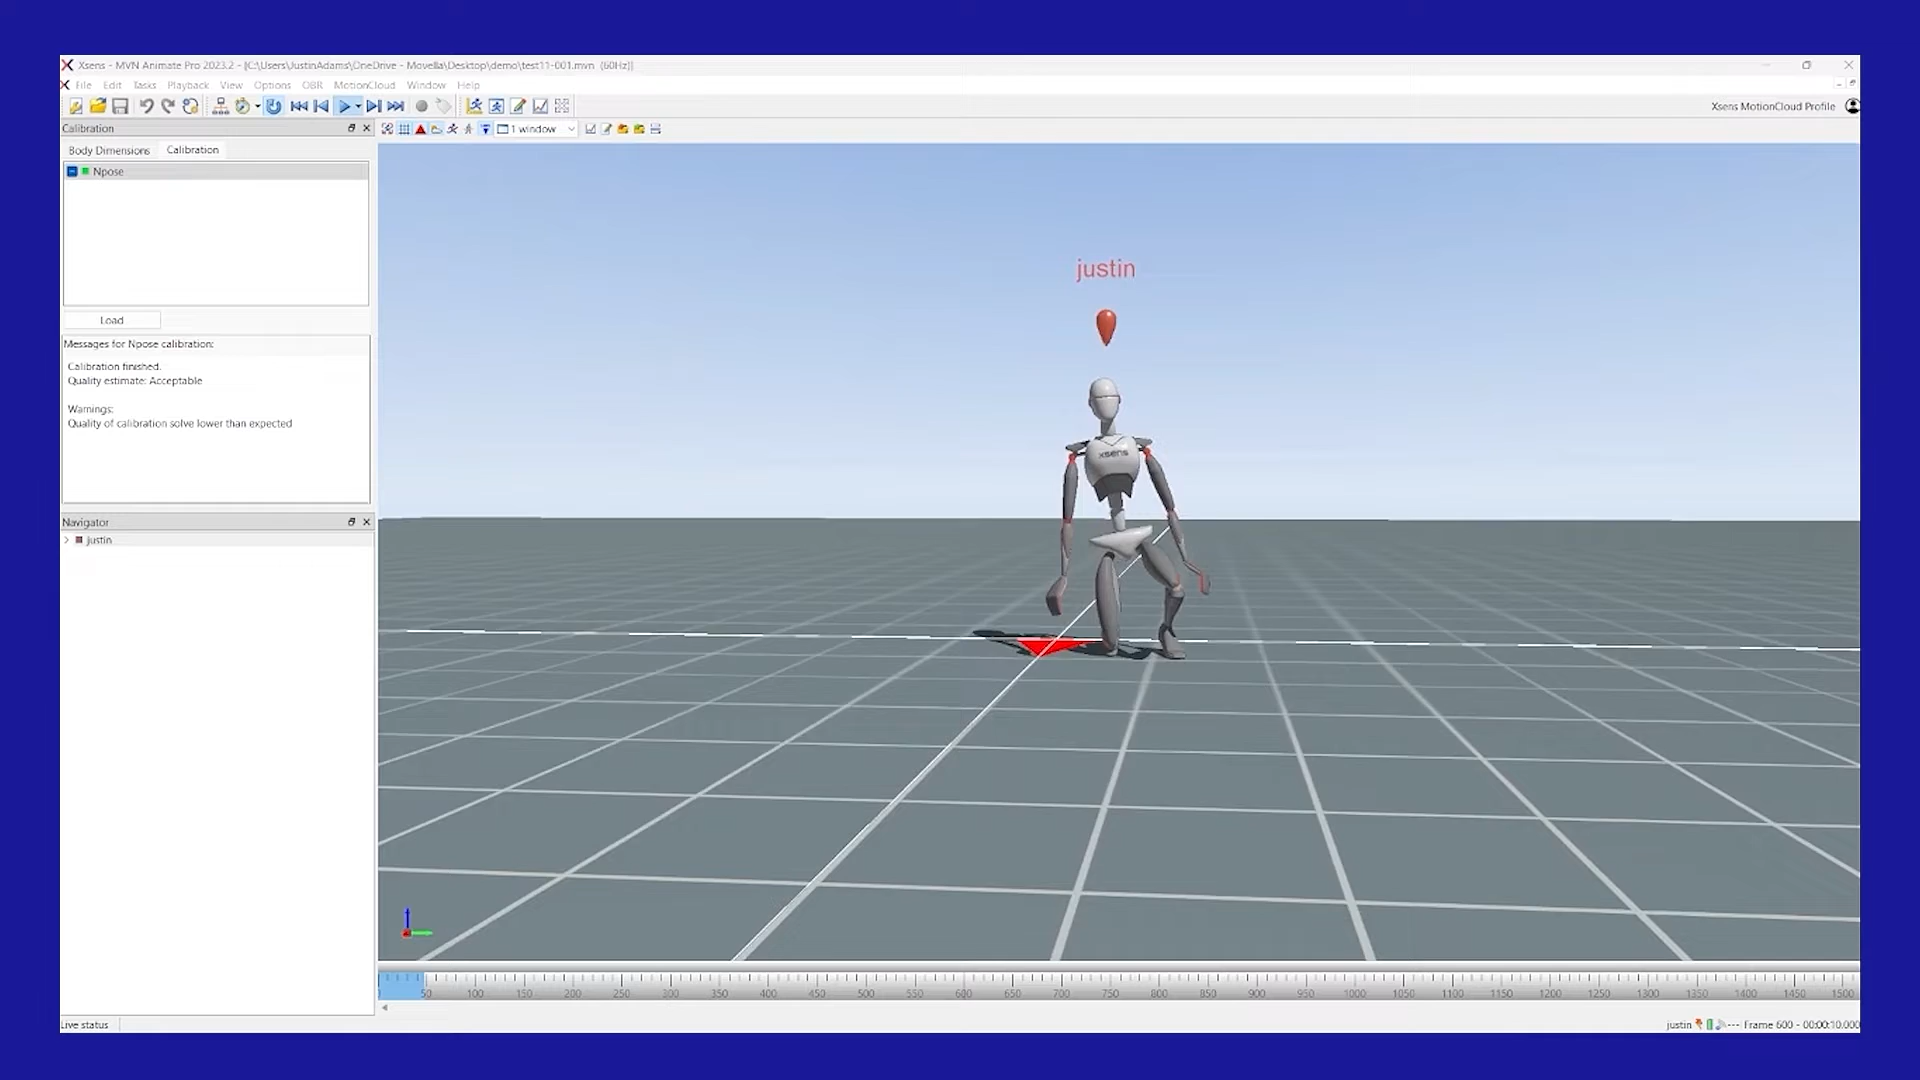 Xsens - MVN Animate Pro 2023.2 - [C:\Users\JustinAdams\OneDrive - Movella\Desktop\demo\test11-001.mvn (60Hz)]
File Edit Tasks Playback View Options OBR MotionCloud Window Help
Xsens MotionCloud Profile
Calibration
1 window
Body Dimensions Calibration
Npose
Load
Messages for Npose calibration:
Calibration finished.
Quality estimate: Acceptable
Warnings:
Quality of calibration solve lower than expected
Navigator
justin
justin
xsens
50 100 150 200 250 300 350 400 450 500 550 600 650 700 750 800 850 900 950 1000 1050 1100 1150 1200 1250 1300 1350 1400 1450 1500
Live status
justin --- Frame 600 - 00:00:10.000